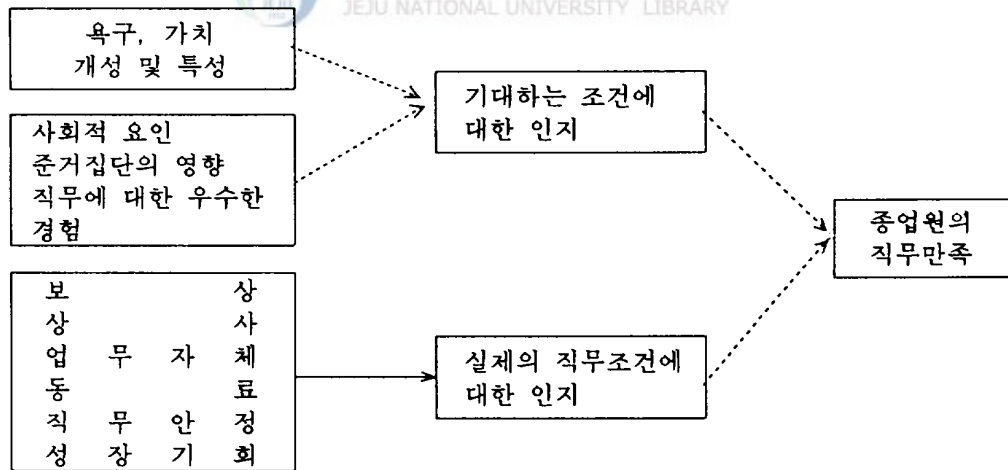 JEJU NATIONAL UNIVERSITY LIBRARY
욕구, 가치
개성 및 특성
사회적 요인
준거집단의 영향
직무에 대한 우수한
경험
보 상
상 사
업 무 자 체
동 료
직 무 안 정
성 장 기 회
기대하는 조건에
대한 인지
실제의 직무조건에
대한 인지
종업원의
직무만족